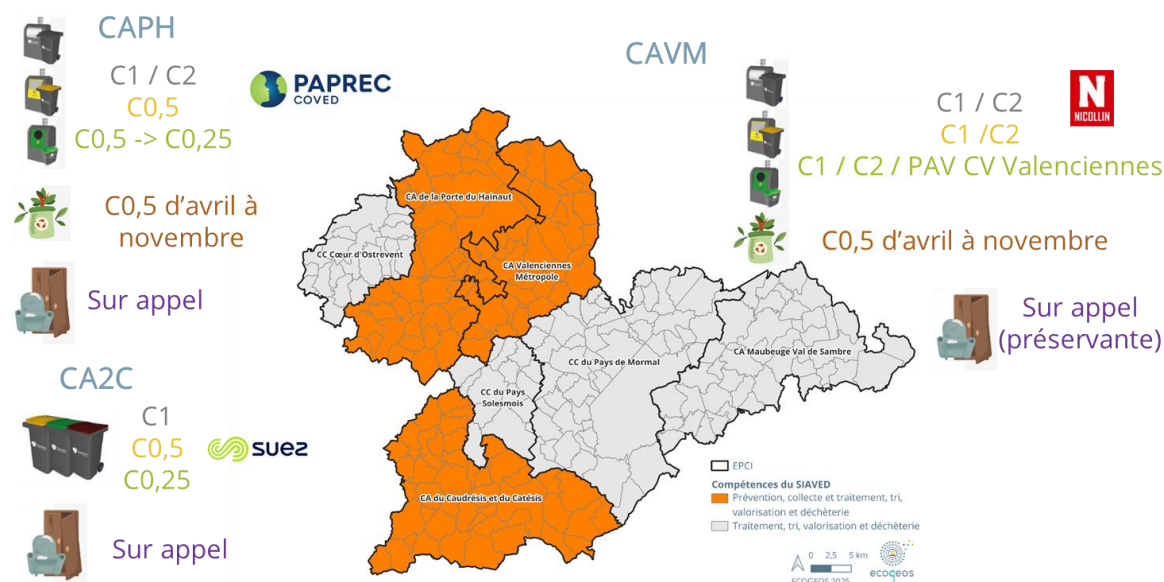 CAPH
C1 / C2
C0,5
C0,5 -> C0,25
C0,5 d’avril à
novembre
Sur appel
PAPREC
COVED
CAVM
C1 / C2
C1 /C2
C1 / C2 / PAV CV Valenciennes
C0,5 d’avril à novembre
Sur appel
(préservante)
N
NICOLLIN
CA2C
C1
C0,5
C0,25
Sur appel
suez
CA de la Porte du Hainaut
CC Cœur d'Ostrevent
CA Valenciennes
Métropole
CC du Pays de Mormal
CA Maubeuge Val de Sambre
CC du Pays
Solesmois
CA du Caudrésis et du Catésis
EPCI
Compétences du SIAVED
Prévention, collecte et traitement, tri,
valorisation et déchèterie
Traitement, tri, valorisation et déchèterie
0 2,5 5 km
ECOGEOS 2025
ecogeos